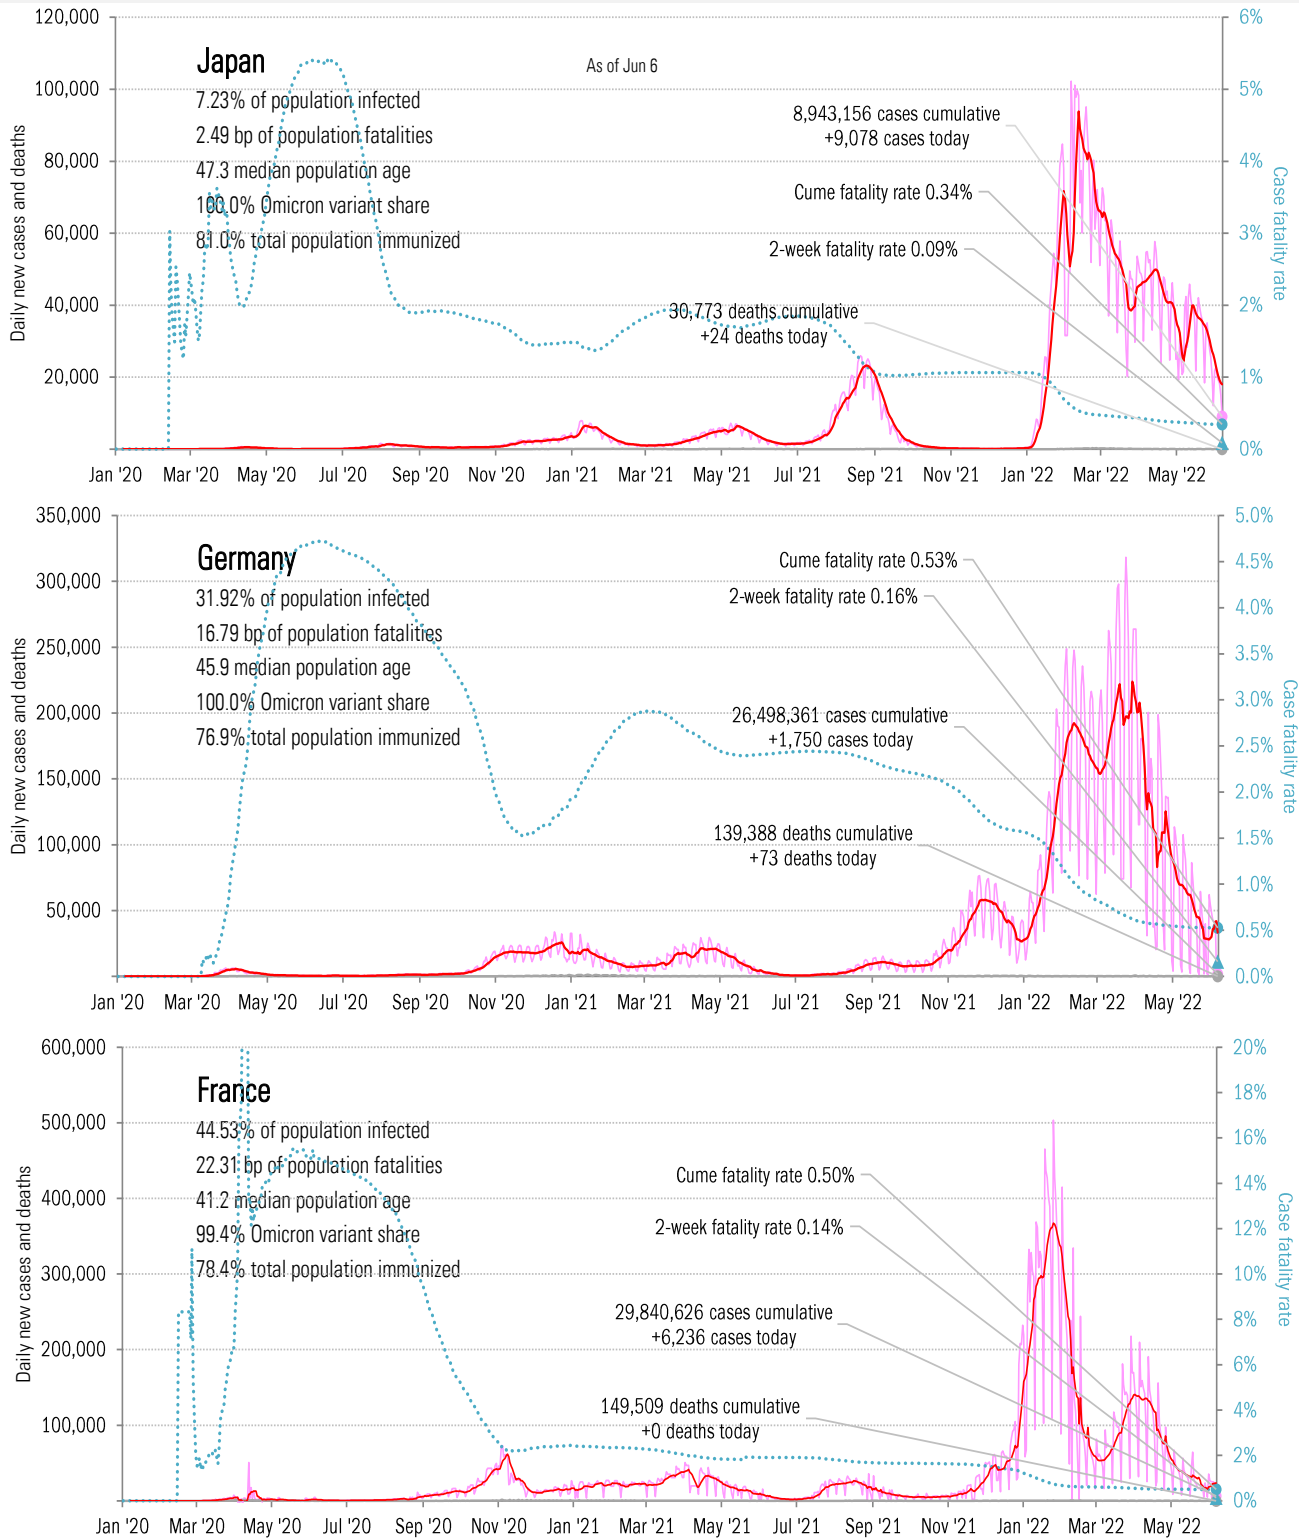 120,000
100,000
80,000
60,000
40,000
20,000
Daily new cases and deaths
Japan
7.23% of population infected
2.49 bp of population fatalities
47.3 median population age
100.0% Omicron variant share
81.0% total population immunized
As of Jun 6
8,943,156 cases cumulative
+9,078 cases today
Cume fatality rate 0.34%
2-week fatality rate 0.09%
30,773 deaths cumulative
+24 deaths today
6%
5%
4%
3%
2%
1%
0%
Case fatality rate
Jan '20 Mar '20 May '20 Jul '20 Sep '20 Nov '20 Jan '21 Mar '21 May '21 Jul '21 Sep '21 Nov '21 Jan '22 Mar '22 May '22
350,000
300,000
250,000
200,000
150,000
100,000
50,000
Daily new cases and deaths
Germany
31.92% of population infected
16.79 bp of population fatalities
45.9 median population age
100.0% Omicron variant share
76.9% total population immunized
Cume fatality rate 0.53%
2-week fatality rate 0.16%
26,498,361 cases cumulative
+1,750 cases today
139,388 deaths cumulative
+73 deaths today
5.0%
4.5%
4.0%
3.5%
3.0%
2.5%
2.0%
1.5%
1.0%
0.5%
0.0%
Case fatality rate
Jan '20 Mar '20 May '20 Jul '20 Sep '20 Nov '20 Jan '21 Mar '21 May '21 Jul '21 Sep '21 Nov '21 Jan '22 Mar '22 May '22
600,000
500,000
400,000
300,000
200,000
100,000
Daily new cases and deaths
France
44.53% of population infected
22.31 bp of population fatalities
41.2 median population age
99.4% Omicron variant share
78.4% total population immunized
Cume fatality rate 0.50%
2-week fatality rate 0.14%
29,840,626 cases cumulative
+6,236 cases today
149,509 deaths cumulative
+0 deaths today
20%
18%
16%
14%
12%
10%
8%
6%
4%
2%
0%
Case fatality rate
Jan '20 Mar '20 May '20 Jul '20 Sep '20 Nov '20 Jan '21 Mar '21 May '21 Jul '21 Sep '21 Nov '21 Jan '22 Mar '22 May '22